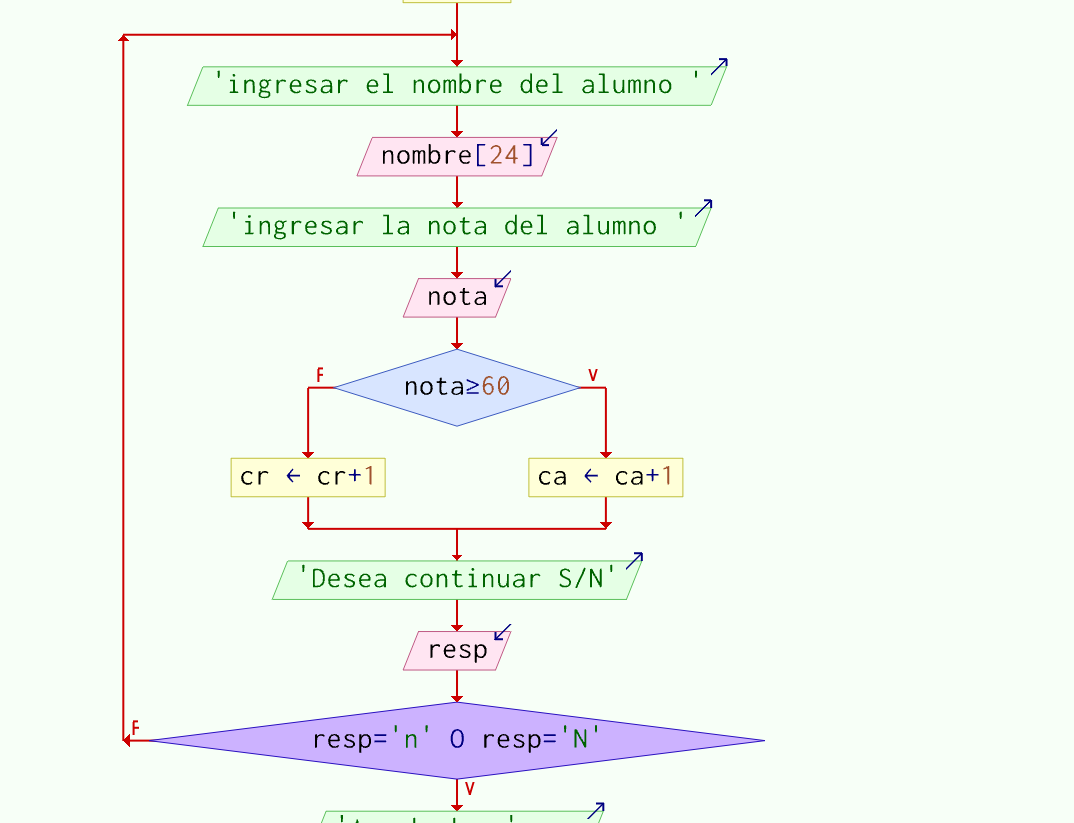 'ingresar el nombre del alumno '
nombre[24]
'ingresar la nota del alumno '
nota
nota≥60
F
V
cr ← cr+1
ca ← ca+1
'Desea continuar S/N'
resp
resp='n' O resp='N'
F
V